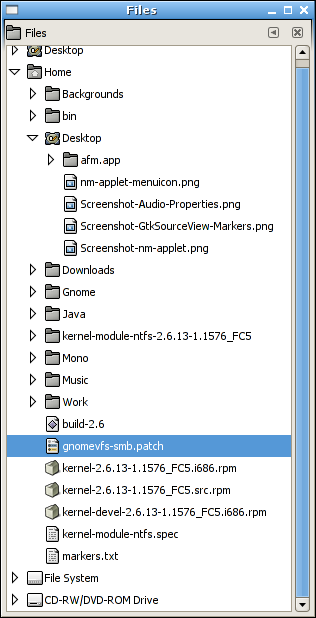 Files
Files
Desktop
Home
Backgrounds
bin
Desktop
afm.app
nm-applet-menuicon.png
Screenshot-Audio-Properties.png
Screenshot-GtkSourceView-Markers.png
Screenshot-nm-applet.png
Downloads
Gnome
Java
kernel-module-ntfs-2.6.13-1.1576_FC5
Mono
Music
Work
build-2.6
gnomevfs-smb.patch
kernel-2.6.13-1.1576_FC5.i686.rpm
kernel-2.6.13-1.1576_FC5.src.rpm
kernel-devel-2.6.13-1.1576_FC5.i686.rpm
kernel-module-ntfs.spec
markers.txt
File System
CD-RW/DVD-ROM Drive